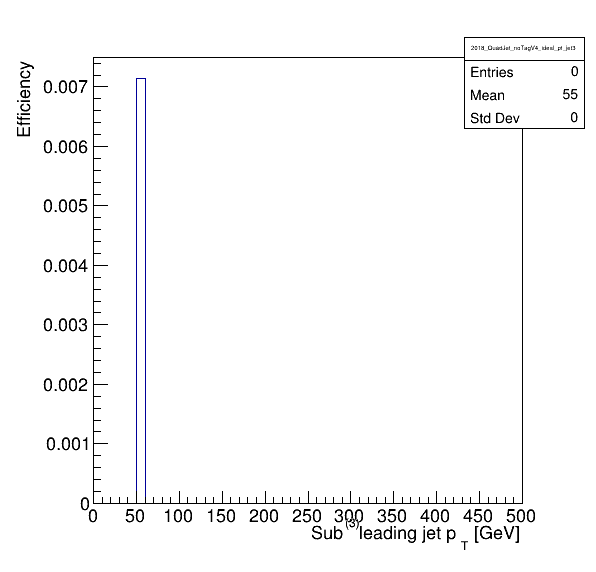 2018_QuadJet_noTagV4_ideal_pt_jet3
Entries 0
Mean 55
Std Dev 0
Efficiency
0.007
0.006
0.005
0.004
0.003
0.002
0.001
0
0 50 100 150 200 250 300 350 400 450 500
Sub(3)leading jet p T [GeV]